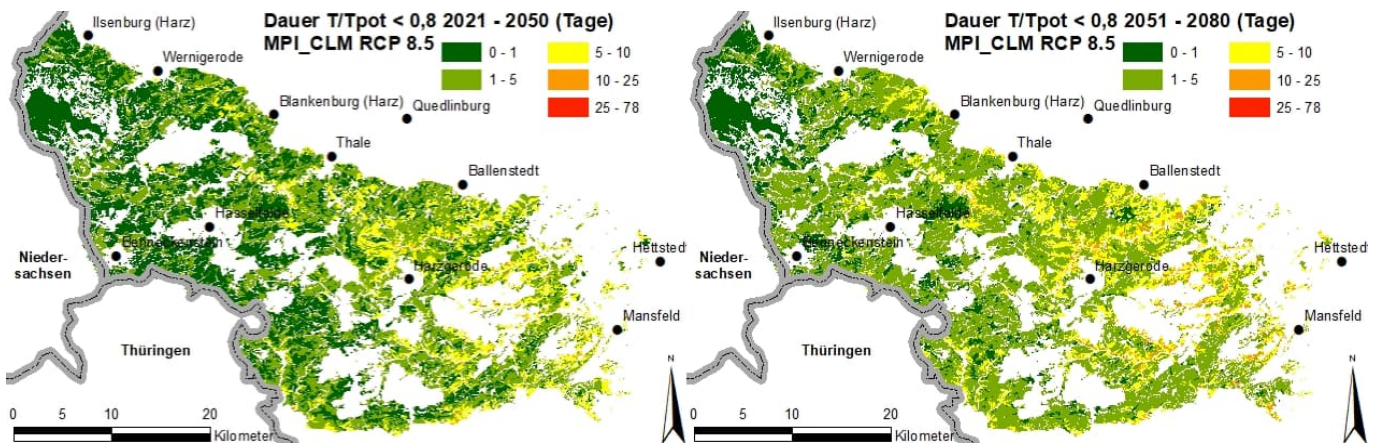 Dauer T/Tpot < 0,8 2021 - 2050 (Tage)
MPI_CLM RCP 8.5
0 - 1
5 - 10
1 - 5
10 - 25
25 - 78
Ilsenburg (Harz)
Wernigerode
Blankenburg (Harz)
Quedlinburg
Thale
Ballenstedt
Hasselfelde
Benneckenstein
Nieder-
sachsen
Harzgerode
Hettstedt
Mansfeld
Thüringen
N
0 5 10 20
Kilometer
Dauer T/Tpot < 0,8 2051 - 2080 (Tage)
MPI_CLM RCP 8.5
0 - 1
5 - 10
1 - 5
10 - 25
25 - 78
Ilsenburg (Harz)
Wernigerode
Blankenburg (Harz)
Quedlinburg
Thale
Ballenstedt
Hasselfelde
Benneckenstein
Nieder-
sachsen
Harzgerode
Hettstedt
Mansfeld
Thüringen
N
0 5 10 20
Kilometer